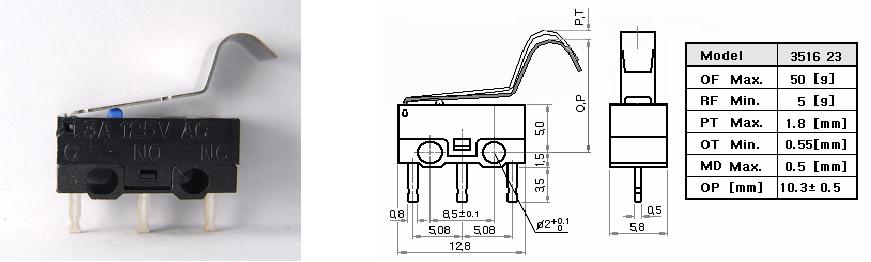 3A 125V AC
C NO NC
P,T
O,P
5,0
1,5
3,5
0,8
8,5±0.1
5,08 5,08
12,8
ø2+0.1 0
0,5
5,8
Model 3516 23
OF Max. 50 [g]
RF Min. 5 [g]
PT Max. 1.8 [mm]
OT Min. 0.55[mm]
MD Max. 0.5 [mm]
OP [mm] 10.3± 0.5